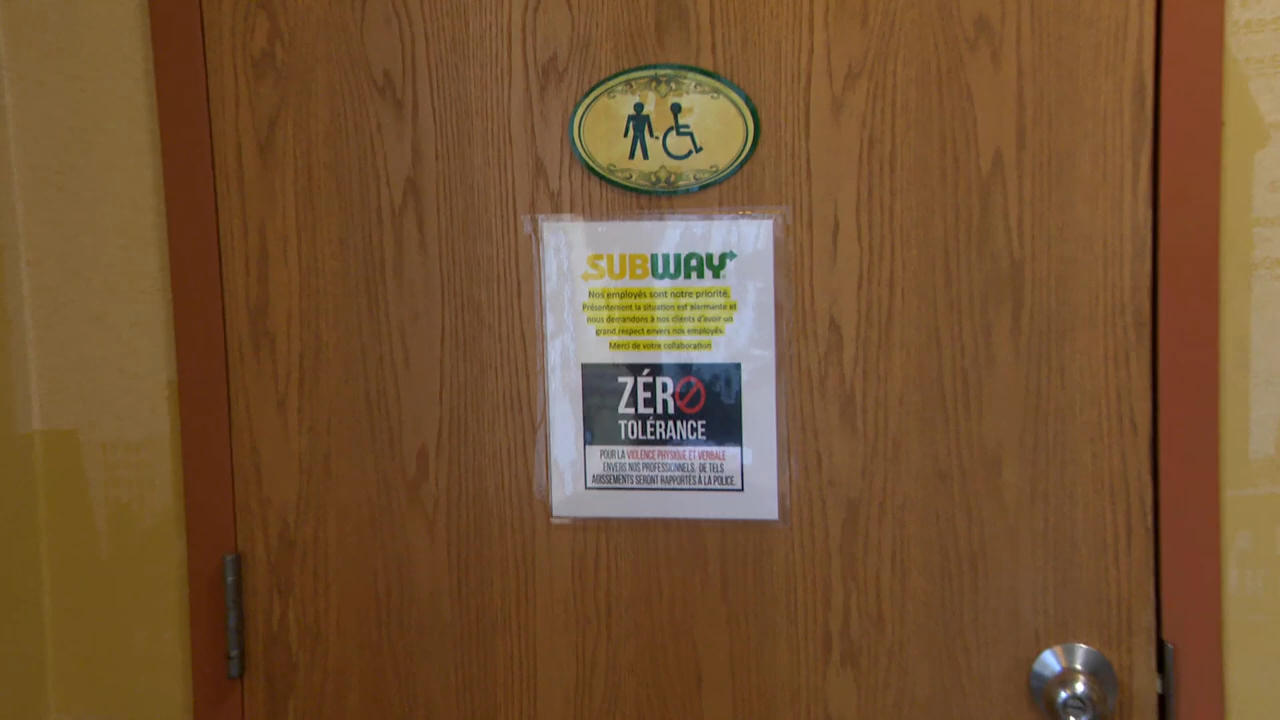 SUBWAY
Nos employés sont notre priorité.
Présentement la situation est alarmante et
nous demandons à nos clients d'avoir un
grand respect envers nos employés.
Merci de votre collaboration
ZÉRO
TOLÉRANCE
POUR LA VIOLENCE PHYSIQUE ET VERBALE
ENVERS NOS PROFESSIONNELS. DE TELS
AGISSEMENTS SERONT RAPPORTÉS À LA POLICE.